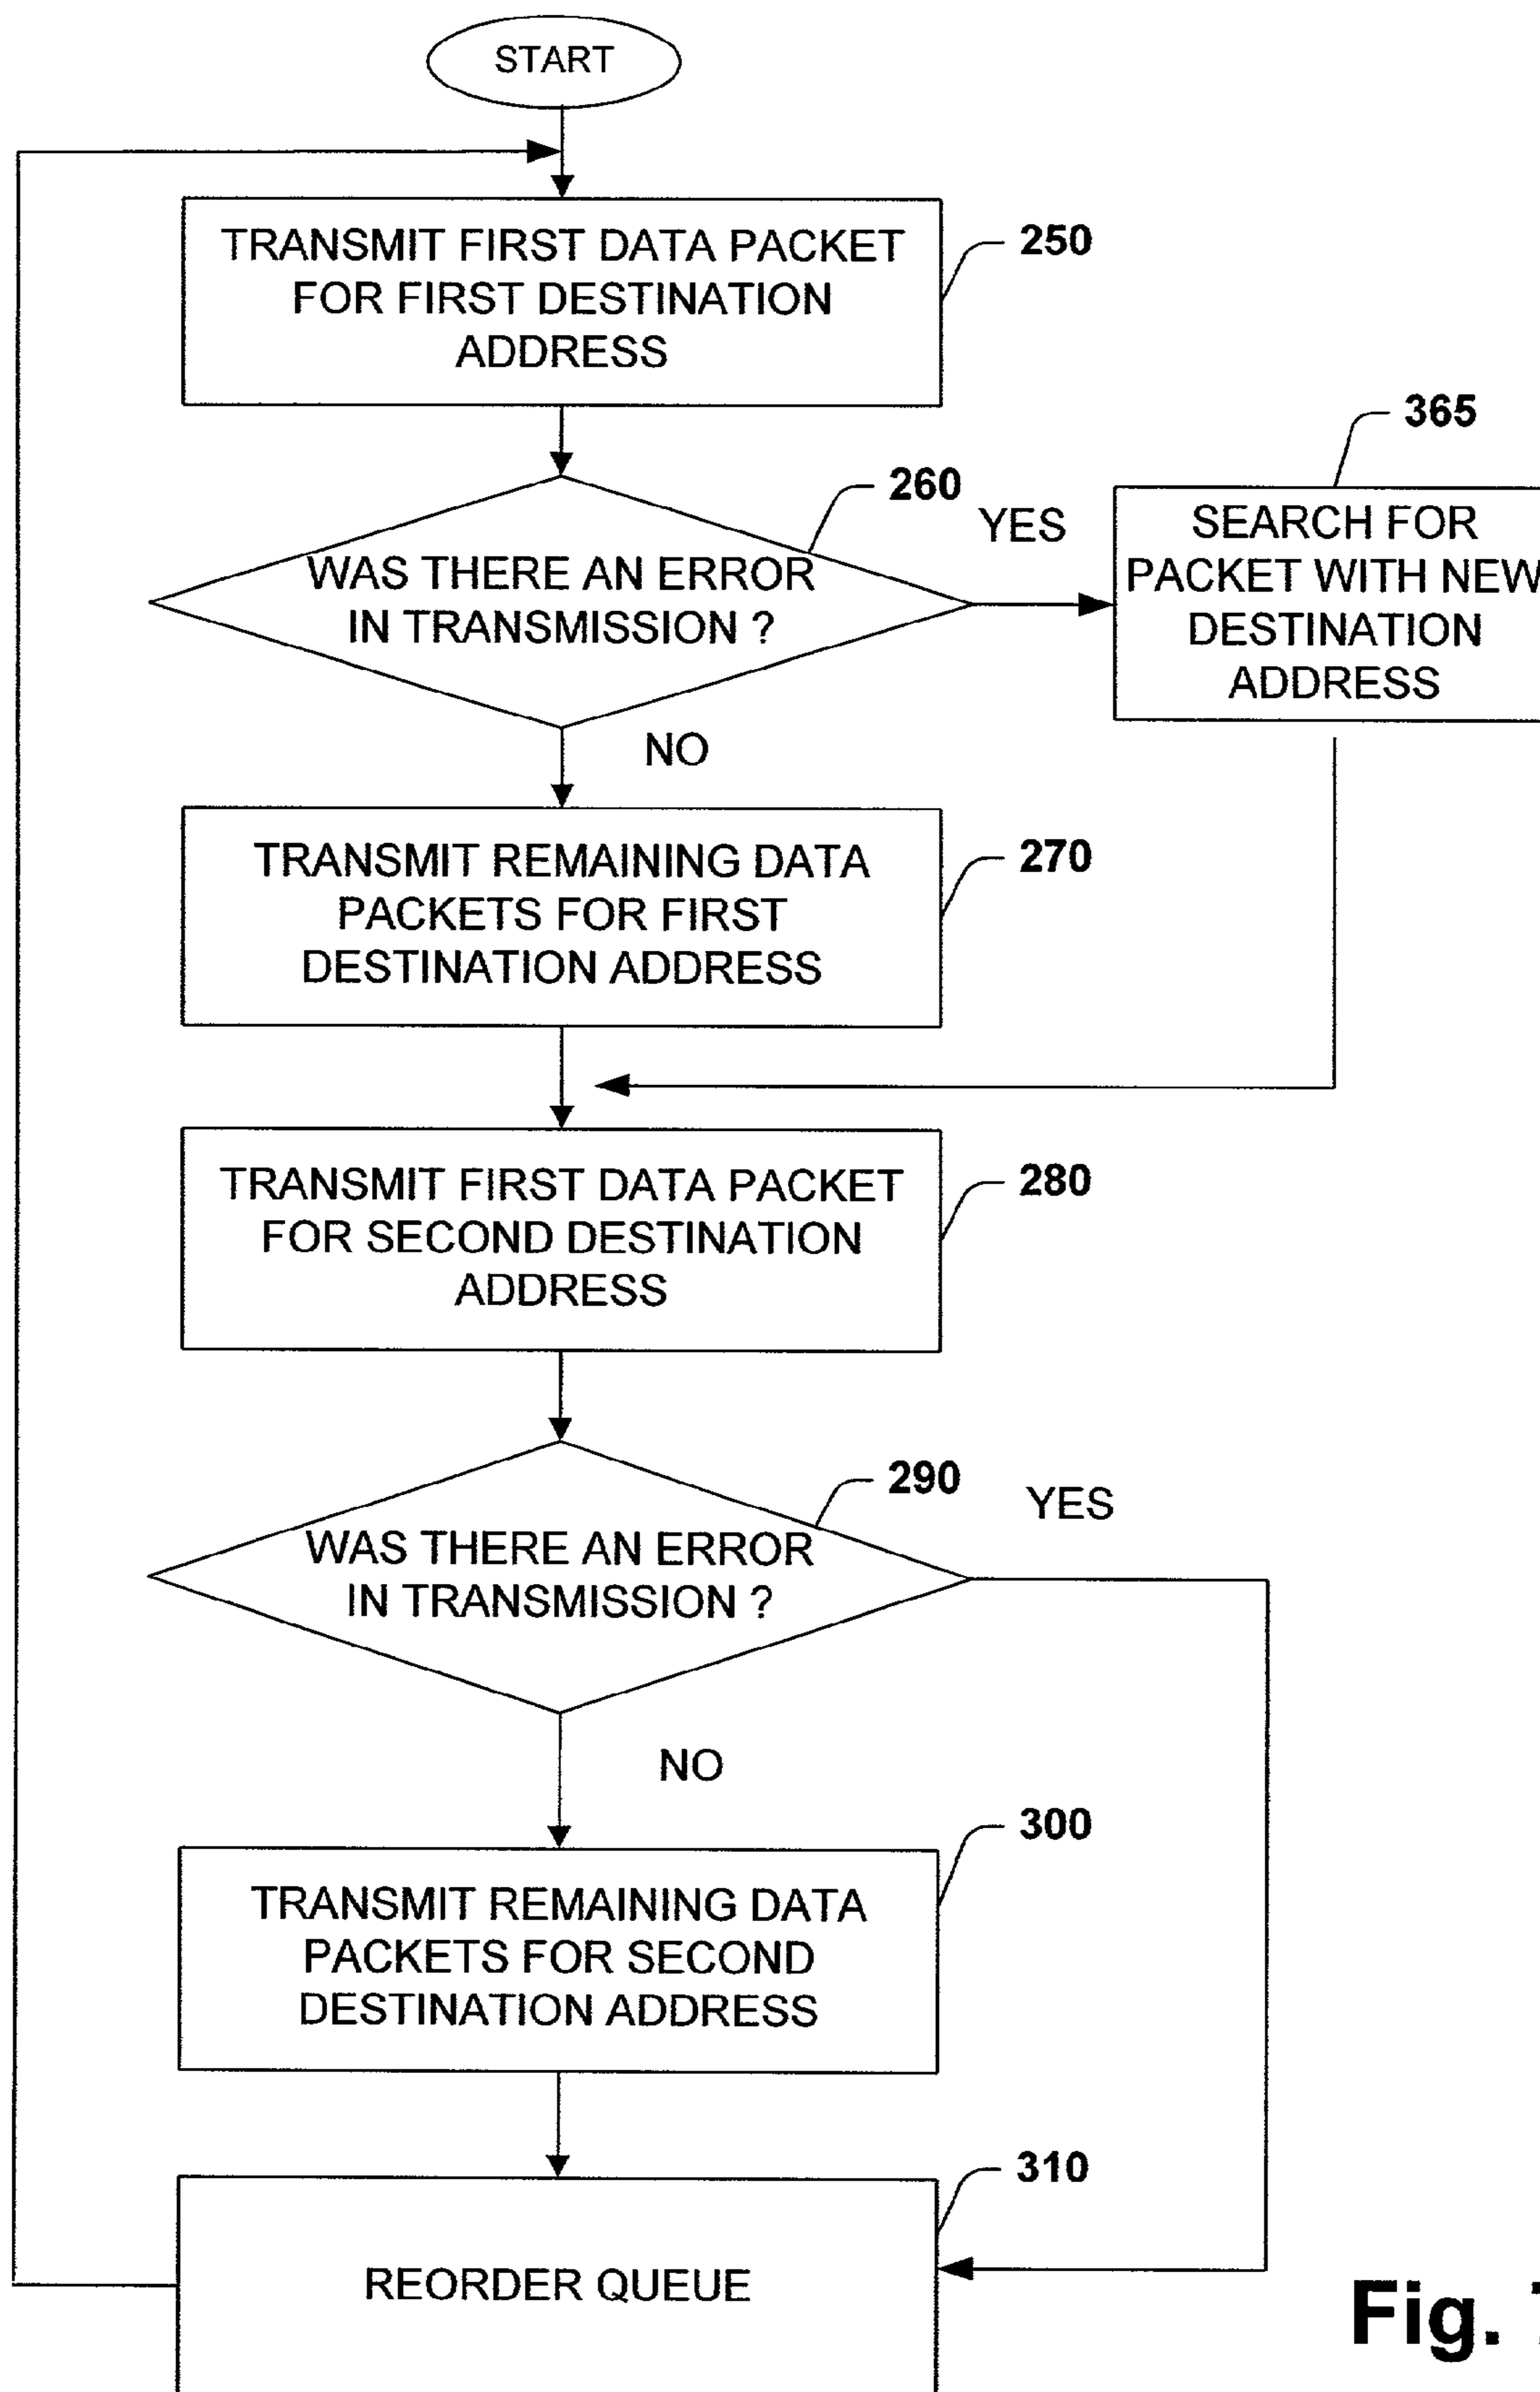 START
TRANSMIT FIRST DATA PACKET
FOR FIRST DESTINATION
ADDRESS
250
365
260
YES
WAS THERE AN ERROR
IN TRANSMISSION ?
SEARCH FOR
PACKET WITH NEW
DESTINATION
ADDRESS
NO
TRANSMIT REMAINING DATA
PACKETS FOR FIRST
DESTINATION ADDRESS
270
TRANSMIT FIRST DATA PACKET
FOR SECOND DESTINATION
ADDRESS
280
290
YES
WAS THERE AN ERROR
IN TRANSMISSION ?
NO
300
TRANSMIT REMAINING DATA
PACKETS FOR SECOND
DESTINATION ADDRESS
310
REORDER QUEUE
Fig.